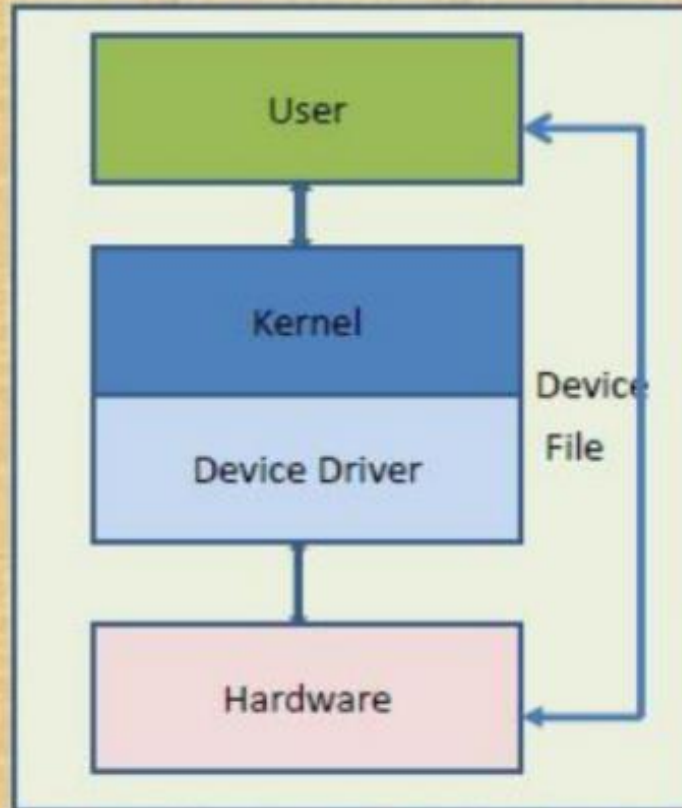 User
Kernel
Device
File
Device Driver
Hardware